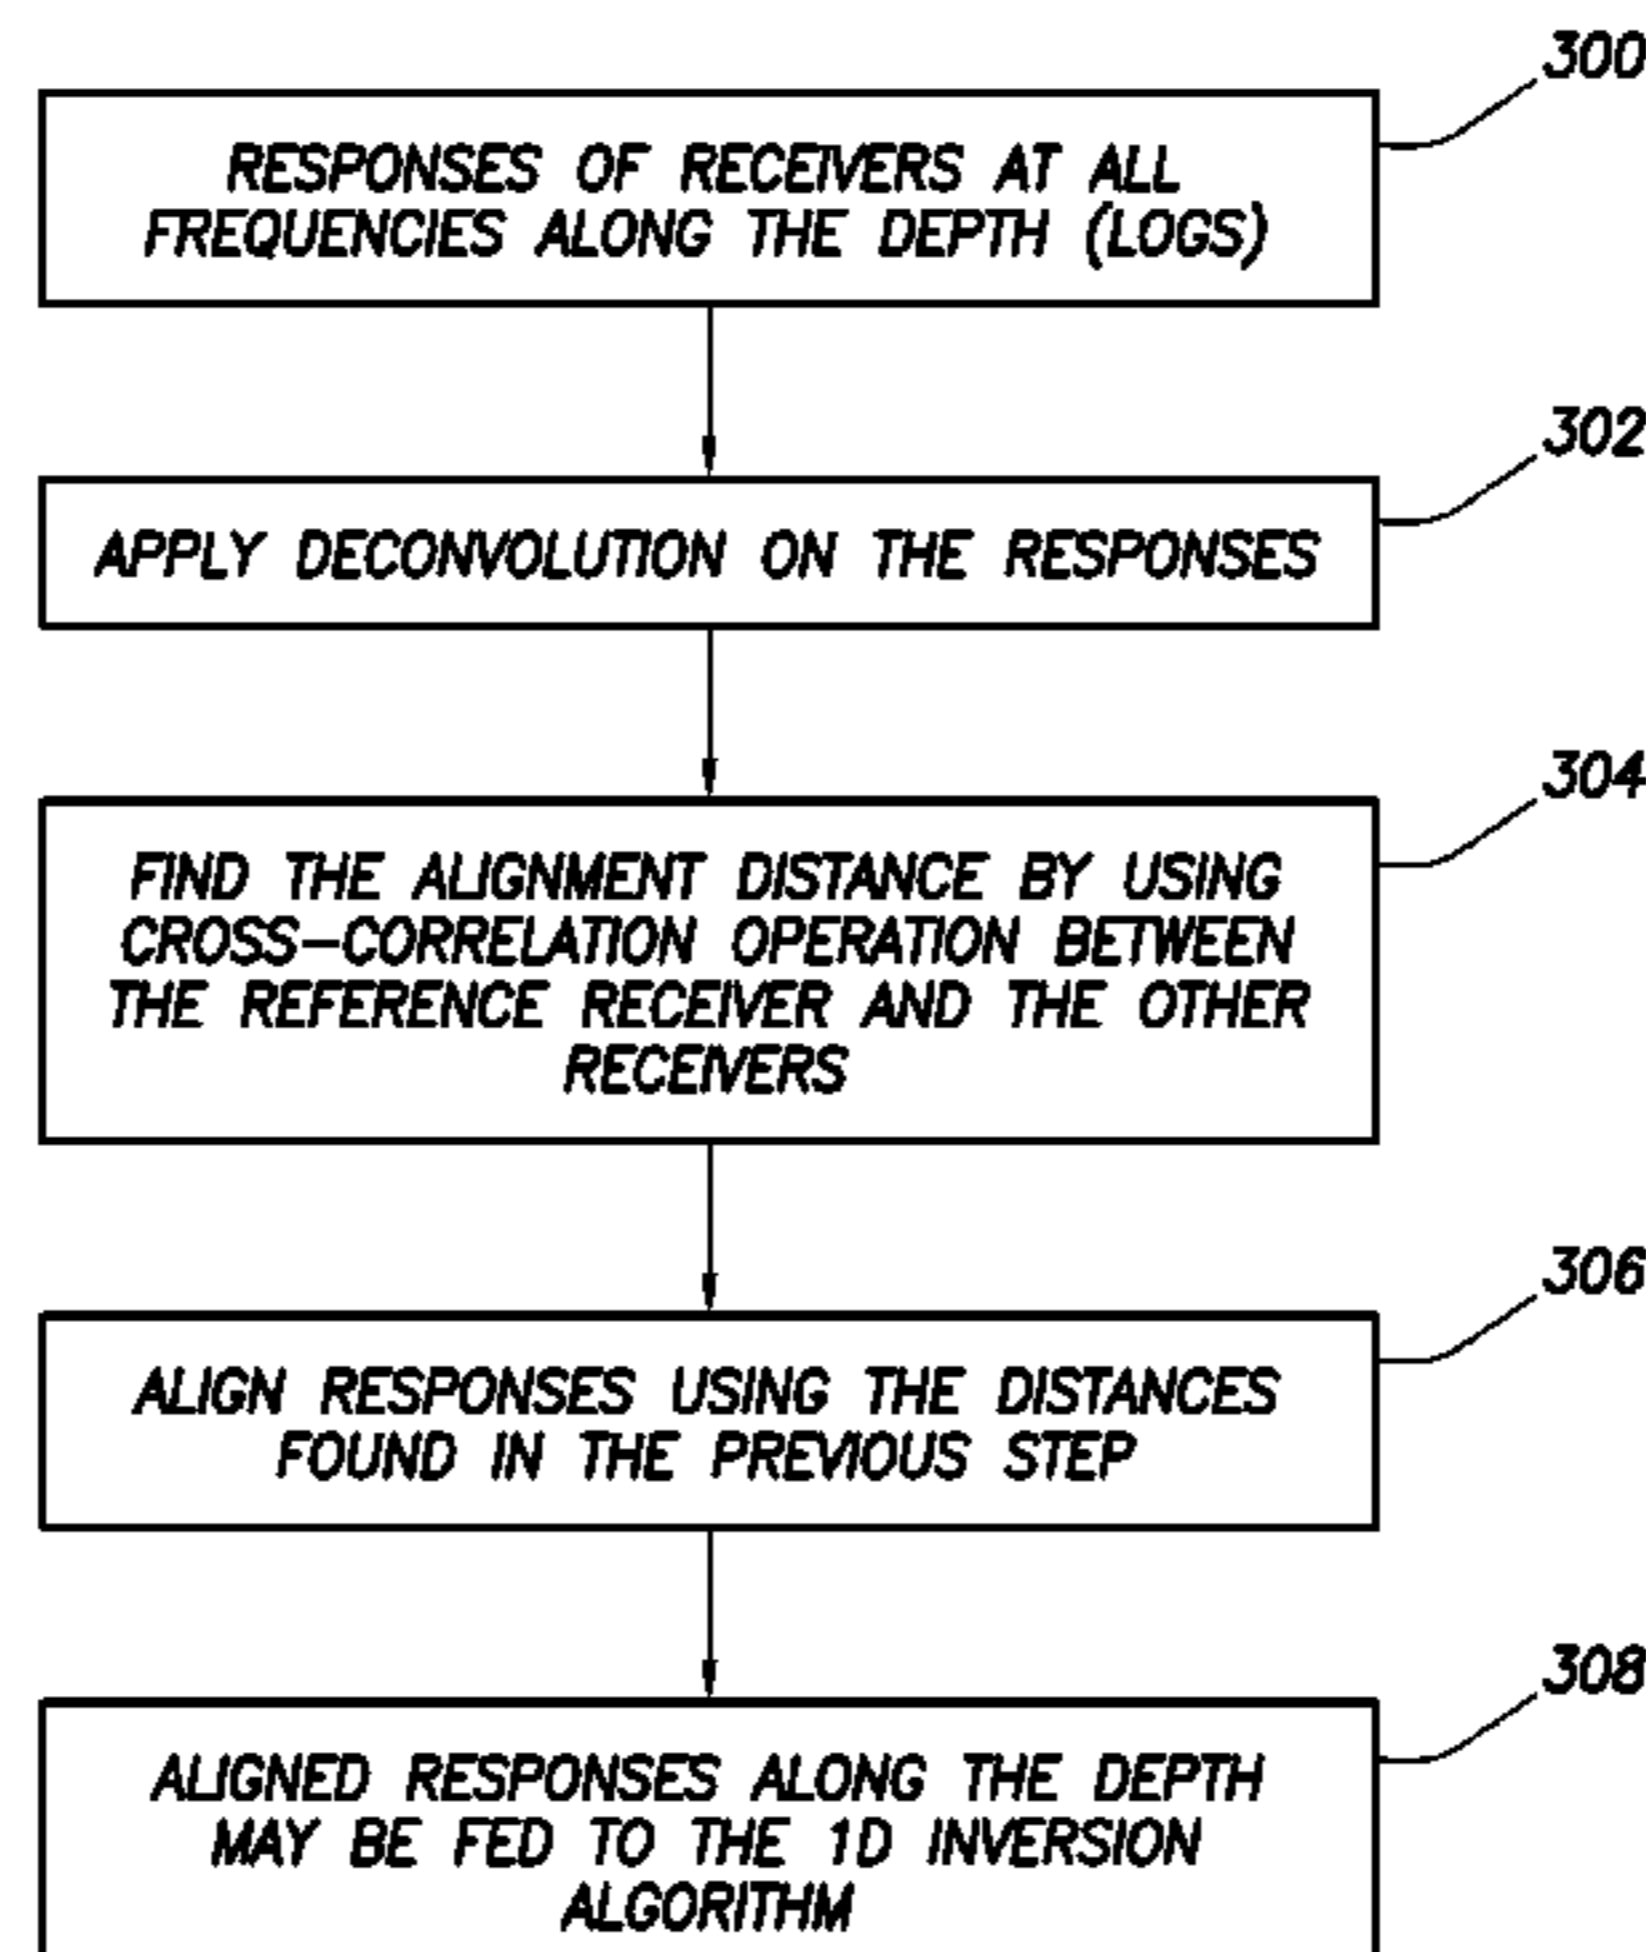 300
RESPONSES OF RECEIVERS AT ALL
FREQUENCIES ALONG THE DEPTH (LOGS)
302
APPLY DECONVOLUTION ON THE RESPONSES
304
FIND THE ALIGNMENT DISTANCE BY USING
CROSS-CORRELATION OPERATION BETWEEN
THE REFERENCE RECEIVER AND THE OTHER
RECEIVERS
306
ALIGN RESPONSES USING THE DISTANCES
FOUND IN THE PREVIOUS STEP
308
ALIGNED RESPONSES ALONG THE DEPTH
MAY BE FED TO THE 1D INVERSION
ALGORITHM